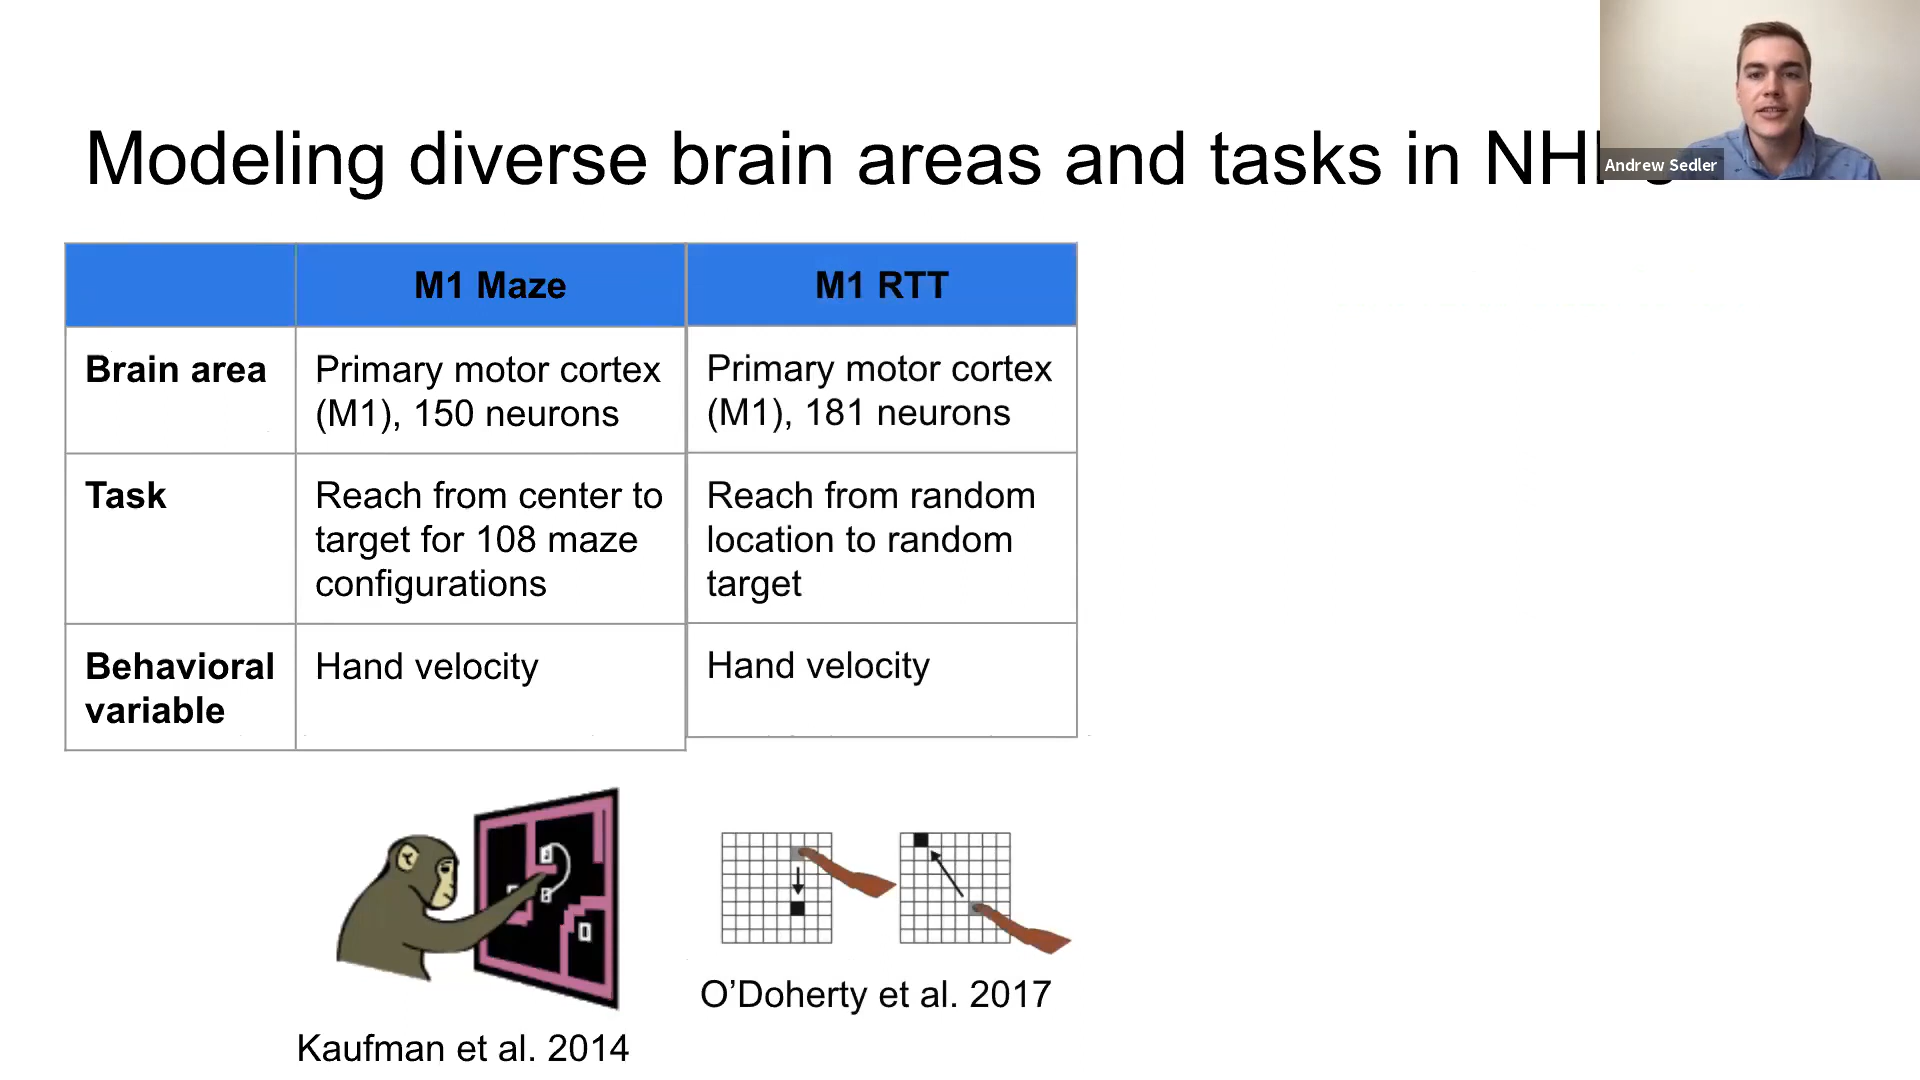 Modeling diverse brain areas and tasks in
Andrew Sedler
M1 Maze
M1 RTT
Brain area
Primary motor cortex
(M1), 150 neurons
Primary motor cortex
(M1), 181 neurons
Task
Reach from center to
target for 108 maze
configurations
Reach from random
location to random
target
Behavioral
variable
Hand velocity
Hand velocity
O’Doherty et al. 2017
Kaufman et al. 2014